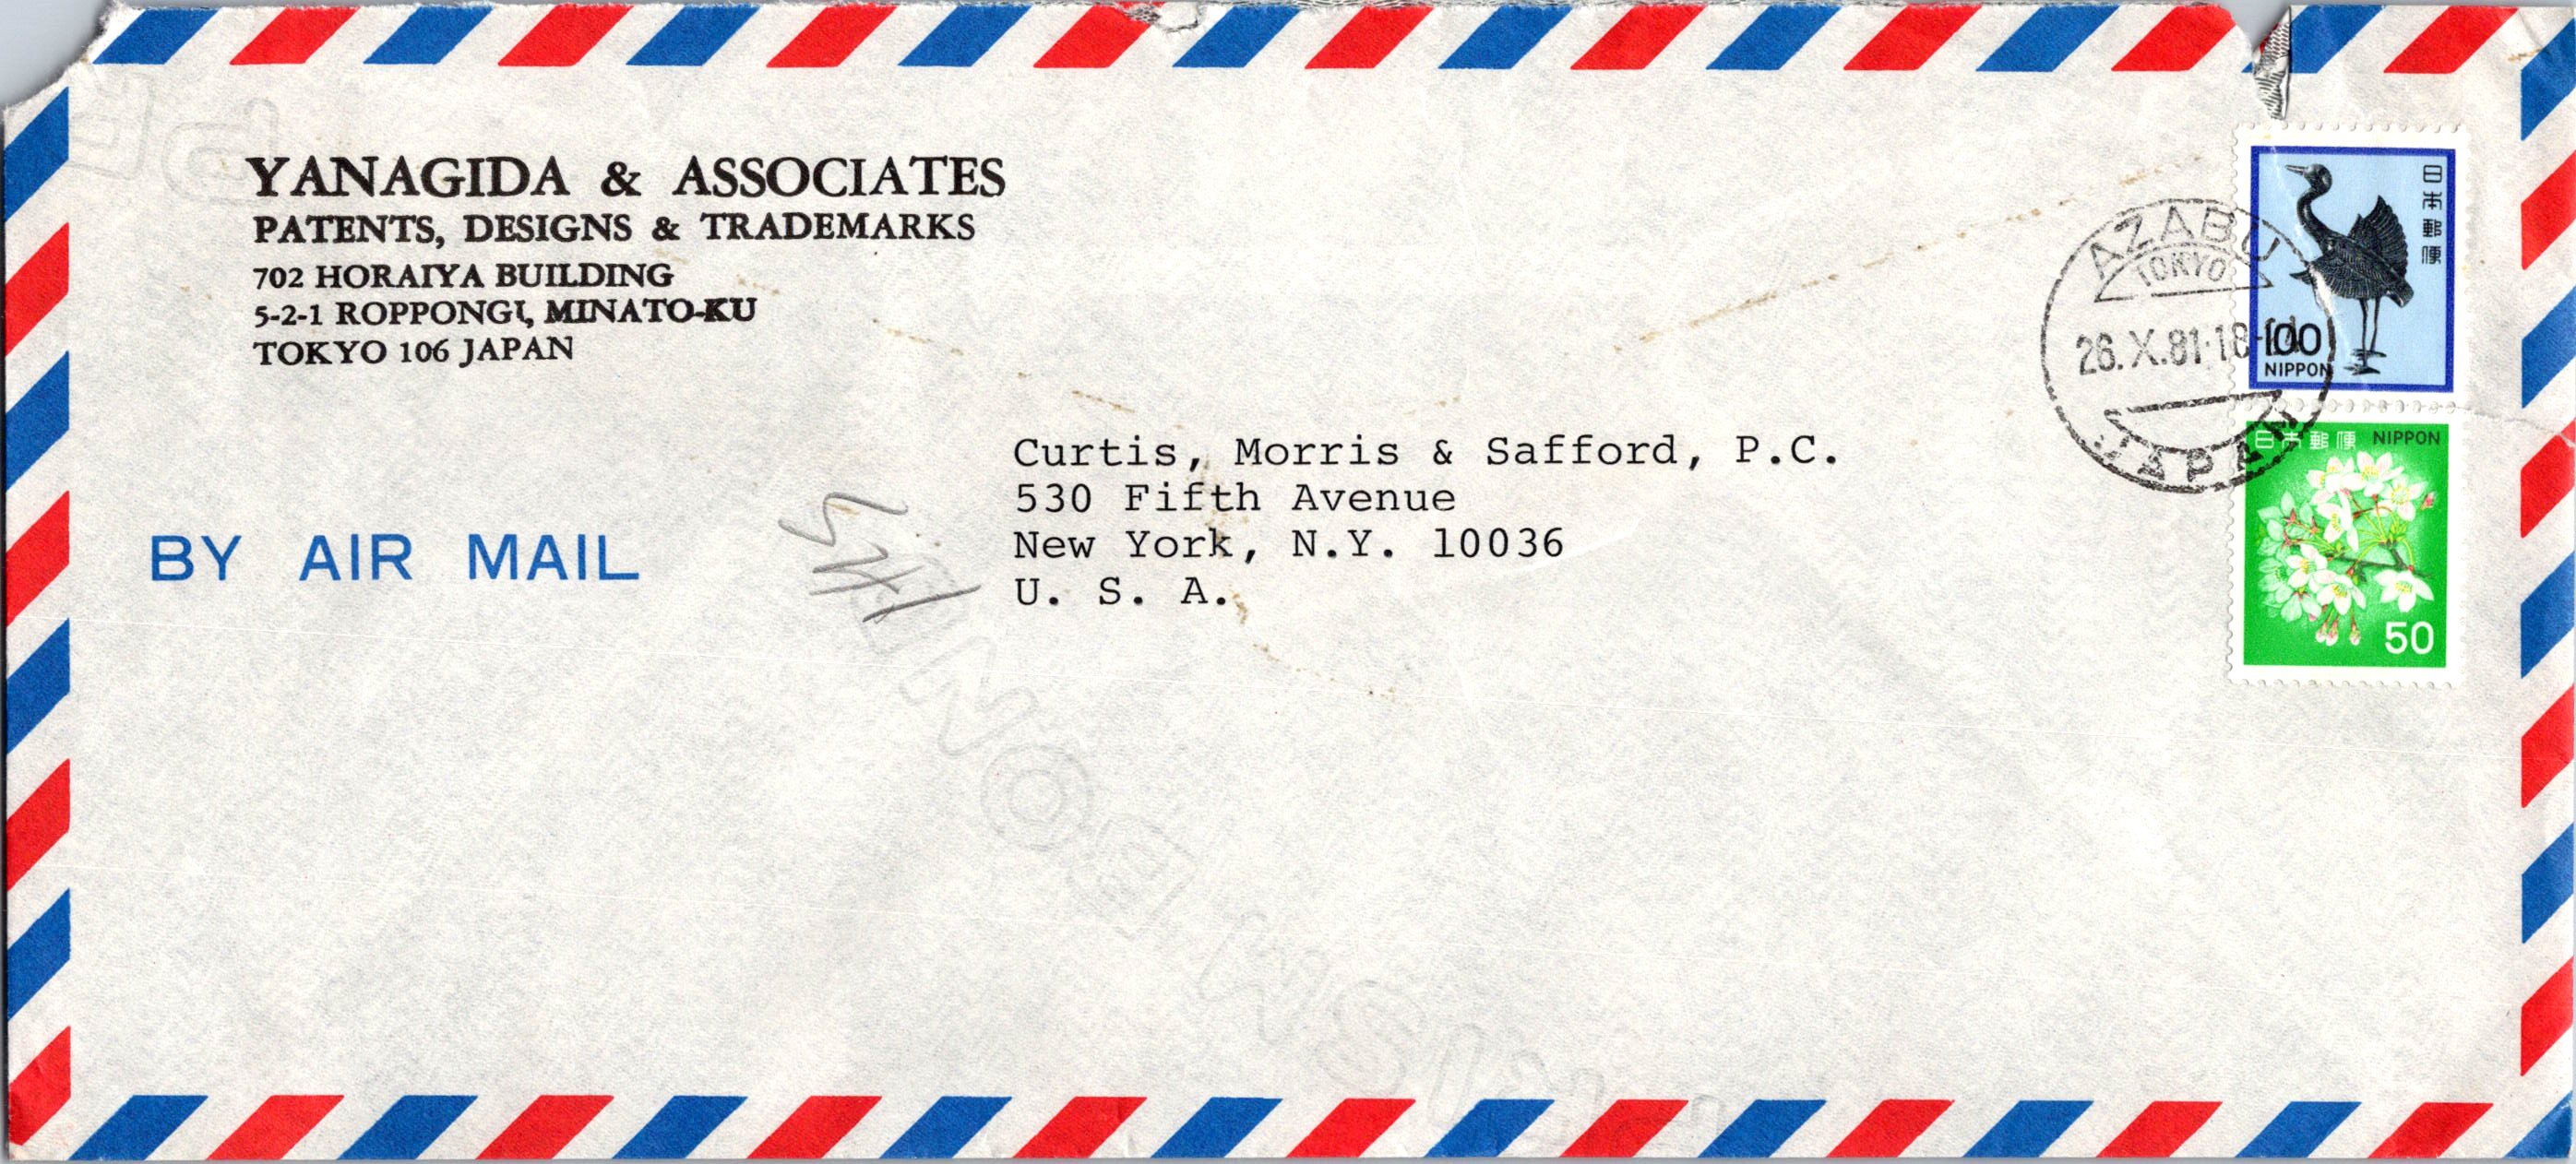 YANAGIDA & ASSOCIATES
PATENTS, DESIGNS & TRADEMARKS
702 HORAIYA BUILDING
5-2-1 ROPPONGI, MINATO-KU
TOKYO 106 JAPAN
BY AIR MAIL
Curtis, Morris & Safford, P.C.
530 Fifth Avenue
New York, N.Y. 10036
U. S. A.
AZABU
TOKYO
JAPAN
日本郵便
100
NIPPON
日本郵便 NIPPON
50